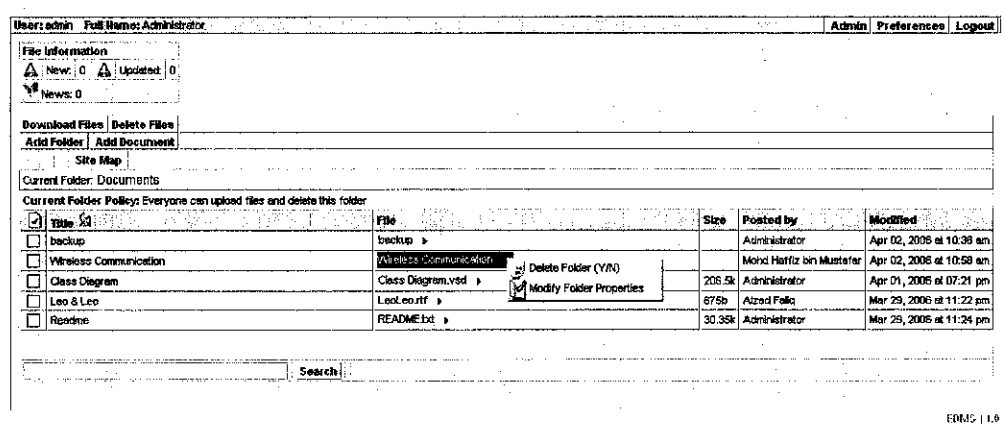 User: admin Full Name: Administrator Admin Preferences Logout
File Information
New: 0 Updated: 0
News: 0
Download Files Delete Files
Add Folder Add Document
Site Map
Current Folder: Documents
Current Folder Policy: Everyone can upload files and delete this folder
Title File Size Posted by Modified
backup backup Administrator Apr 02, 2006 at 10:36 am
Wireless Communication Wireless Communication Mohd Haffiz bin Mustafar Apr 02, 2006 at 10:58 am
Delete Folder (Y/N)
Class Diagram Class Diagram.vsd 206.5k Administrator Apr 01, 2006 at 07:21 pm
Modify Folder Properties
Leo & Leo LeoLeo.rtf 675b Aizad Faliq Mar 29, 2006 at 11:22 pm
Readme README.txt 30.35k Administrator Mar 29, 2006 at 11:24 pm
Search
EDMS | 1.0